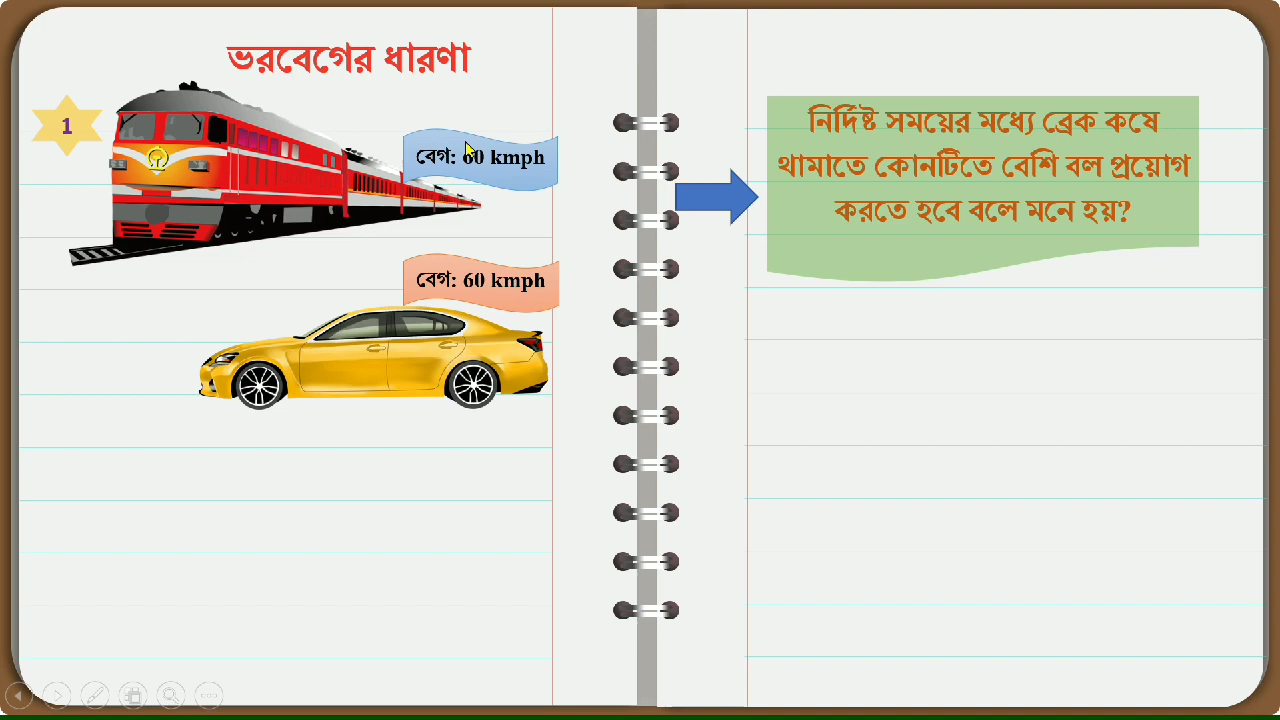 ভরবেগের ধারণা
1
বেগ: 60 kmph
বেগ: 60 kmph
নির্দিষ্ট সময়ের মধ্যে ব্রেক কষে
থামাতে কোনটিতে বেশি বল প্রয়োগ
করতে হবে বলে মনে হয়?